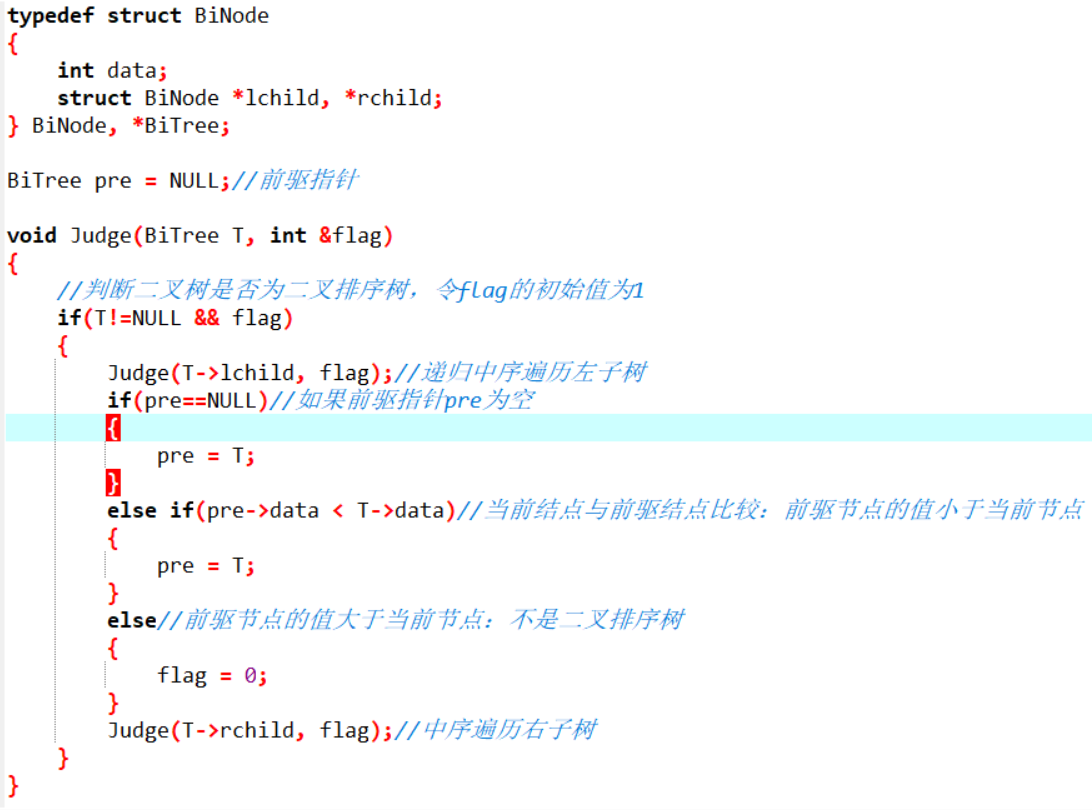 typedef struct BiNode
{
    int data;
    struct BiNode *lchild, *rchild;
} BiNode, *BiTree;

BiTree pre = NULL;//前驱指针

void Judge(BiTree T, int &flag)
{
    //判断二叉树是否为二叉排序树，令flag的初始值为1
    if(T!=NULL && flag)
    {
        Judge(T->lchild, flag);//递归中序遍历左子树
        if(pre==NULL)//如果前驱指针pre为空
        {
            pre = T;
        }
        else if(pre->data < T->data)//当前结点与前驱结点比较：前驱节点的值小于当前节点
        {
            pre = T;
        }
        else//前驱节点的值大于当前节点：不是二叉排序树
        {
            flag = 0;
        }
        Judge(T->rchild, flag);//中序遍历右子树
    }
}